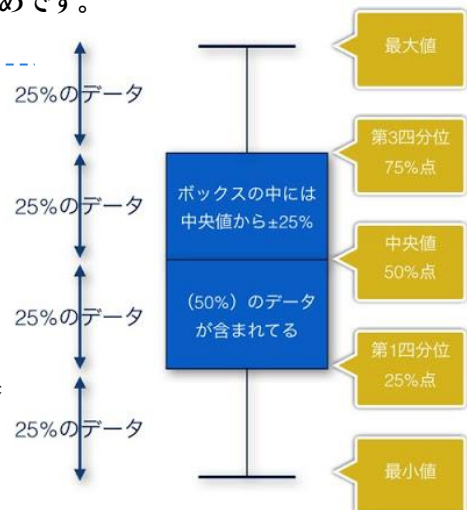 めです。
25%のデータ
25%のデータ
25%のデータ
25%のデータ
ボックスの中には
中央値から±25%
（50%）のデータ
が含まれてる
最大値
第3四分位
75%点
中央値
50%点
第1四分位
25%点
最小値